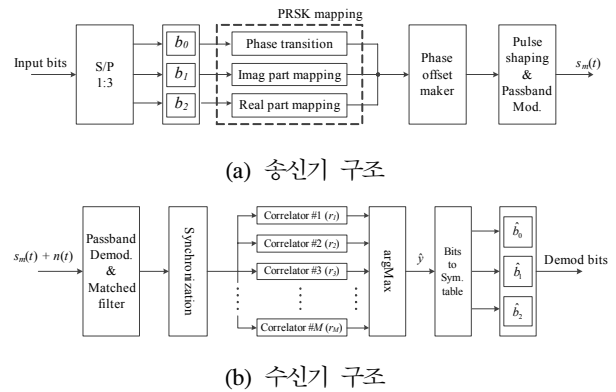 PRSK mapping
Input bits
S/P
1:3
b0
b1
b2
Phase transition
Imag part mapping
Real part mapping
Phase
offset
maker
Pulse
shaping
&
Passband
Mod.
sm(t)
(a) 송신기 구조
sm(t) + n(t)
Passband
Demod.
&
Matched
filter
Synchronization
Correlator #1 (r1)
Correlator #2 (r2)
Correlator #3 (r3)
Correlator #M (rM)
argMax
ŷ
Bits
to
Sym.
table
b̂0
b̂1
b̂2
Demod bits
(b) 수신기 구조